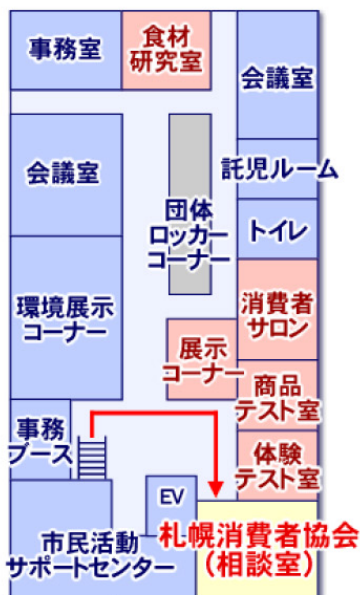 事務室
食材
研究室
会議室
会議室
託児ルーム
団体
ロッカー
コーナー
トイレ
環境展示
コーナー
消費者
サロン
展示
コーナー
商品
テスト室
事務
ブース
体験
テスト室
EV
市民活動
サポートセンター
札幌消費者協会
（相談室）